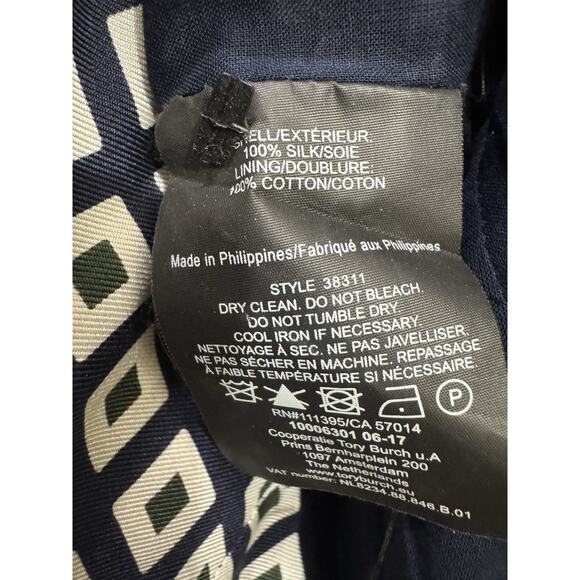 SHELL/EXTÉRIEUR:
100% SILK/SOIE
LINING/DOUBLURE:
100% COTTON/COTON
Made in Philippines/Fabriqué aux Philippines
STYLE 38311
DRY CLEAN. DO NOT BLEACH.
DO NOT TUMBLE DRY
COOL IRON IF NECESSARY
NETTOYAGE À SEC. NE PAS JAVELLISER.
NE PAS SÉCHER EN MACHINE. REPASSAGE
À FAIBLE TEMPÉRATURE SI NÉCESSAIRE
P
RN#111395/CA 57014
10006301 06-17
Cooperatie Tory Burch u.A
Prins Bernharplein 200
1097 Amsterdam
The Netherlands
www.toryburch.eu
VAT number: NL8234.88.846.B.01